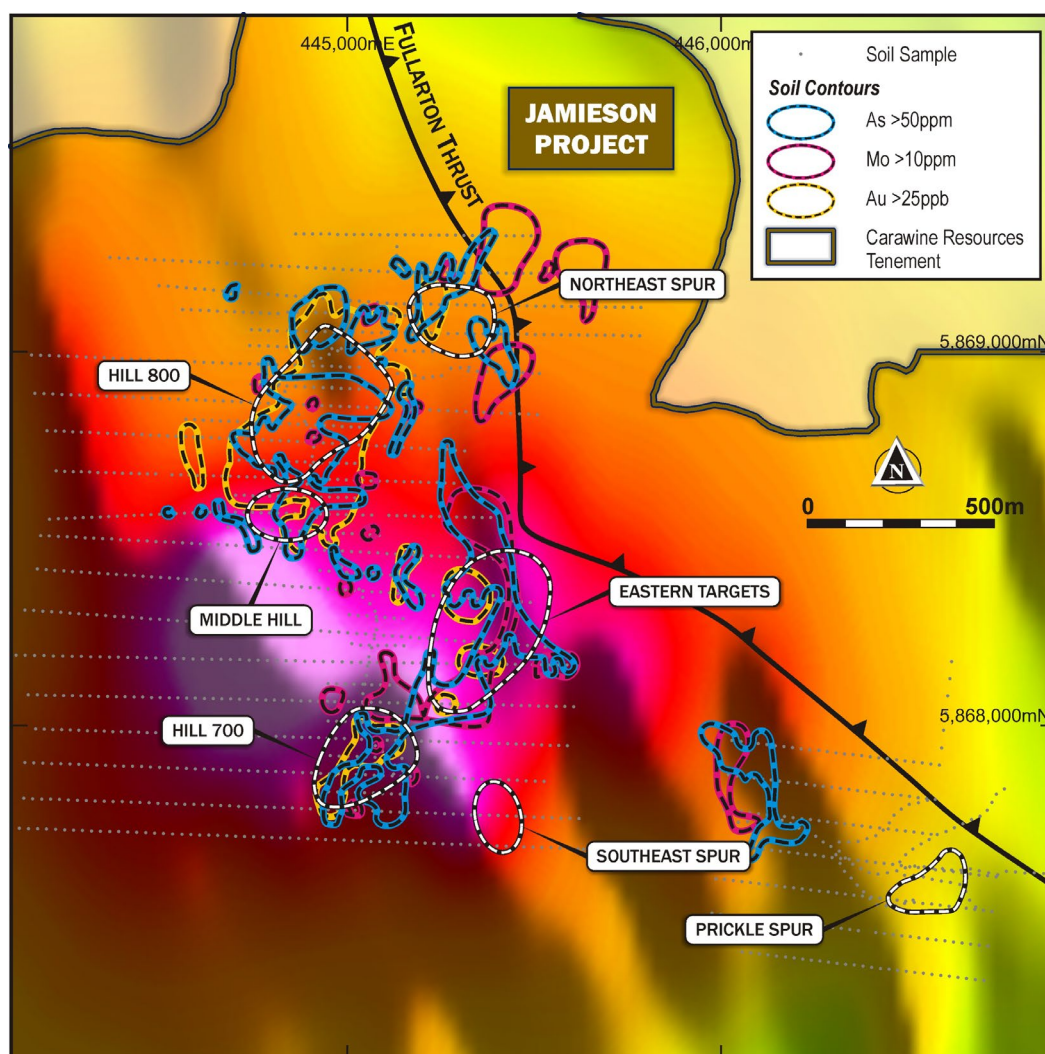 445,000mE
446,000m
FULLARTON THRUST
JAMIESON
PROJECT
Soil Sample
Soil Contours
As >50ppm
Mo >10ppm
Au >25ppb
Carawine Resources
Tenement
NORTHEAST SPUR
5,869,000mN
HILL 800
N
0 500m
EASTERN TARGETS
MIDDLE HILL
5,868,000mN
HILL 700
SOUTHEAST SPUR
PRICKLE SPUR